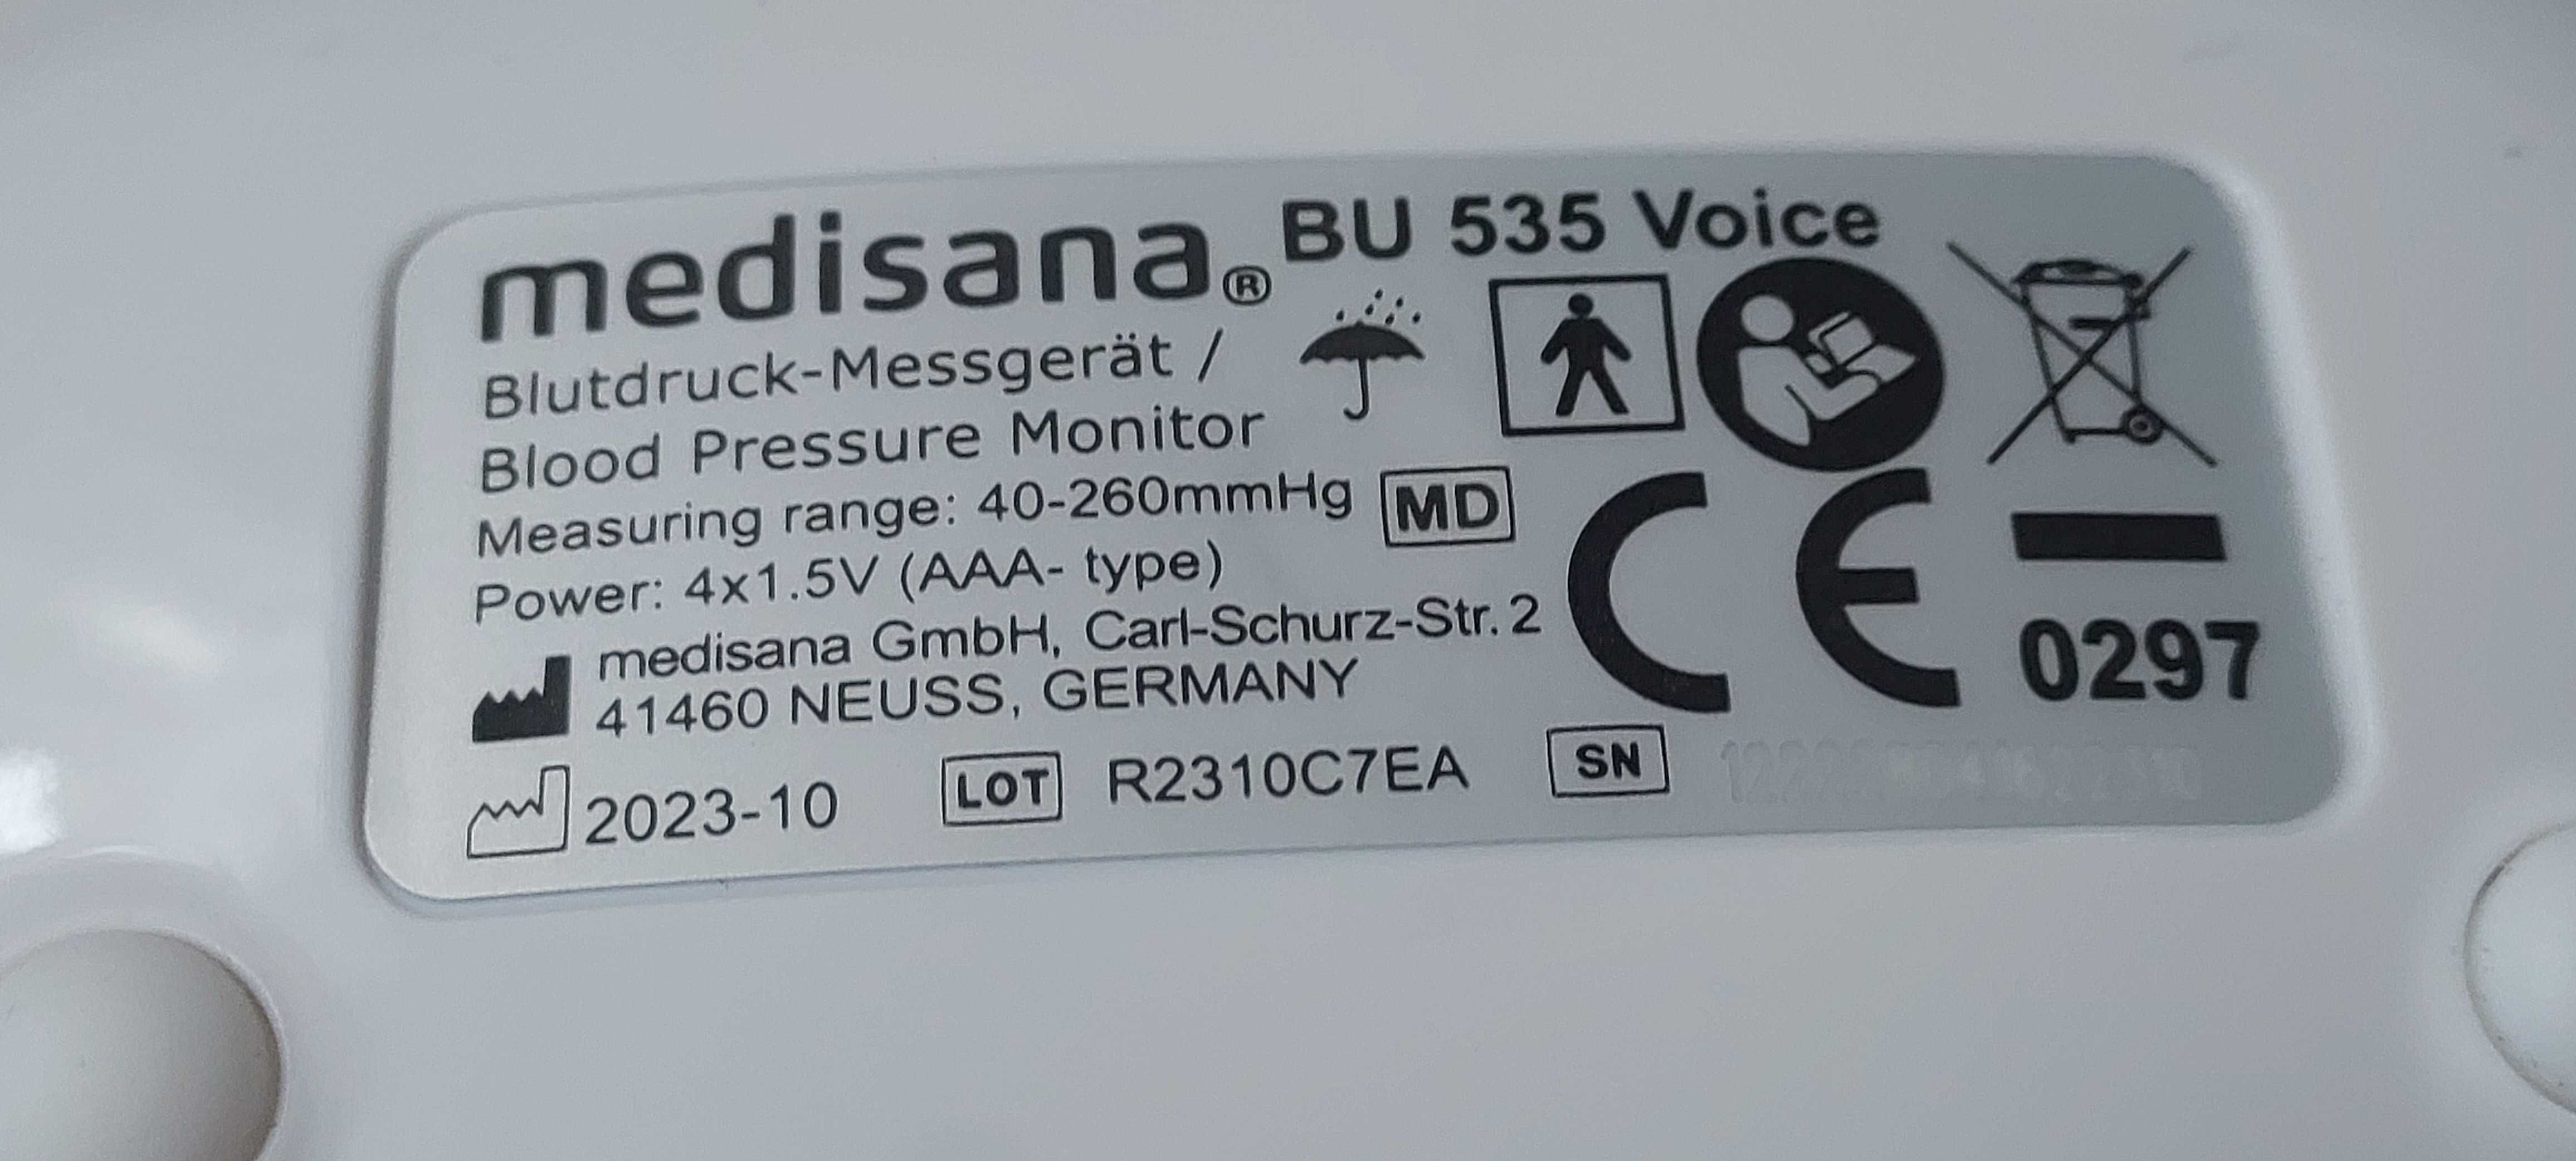 medisana® BU 535 Voice
Blutdruck-Messgerät /
Blood Pressure Monitor
Measuring range: 40-260mmHg MD
Power: 4x1.5V (AAA- type)
medisana GmbH, Carl-Schurz-Str. 2
41460 NEUSS, GERMANY
CE 0297
2023-10 LOT R2310C7EA SN